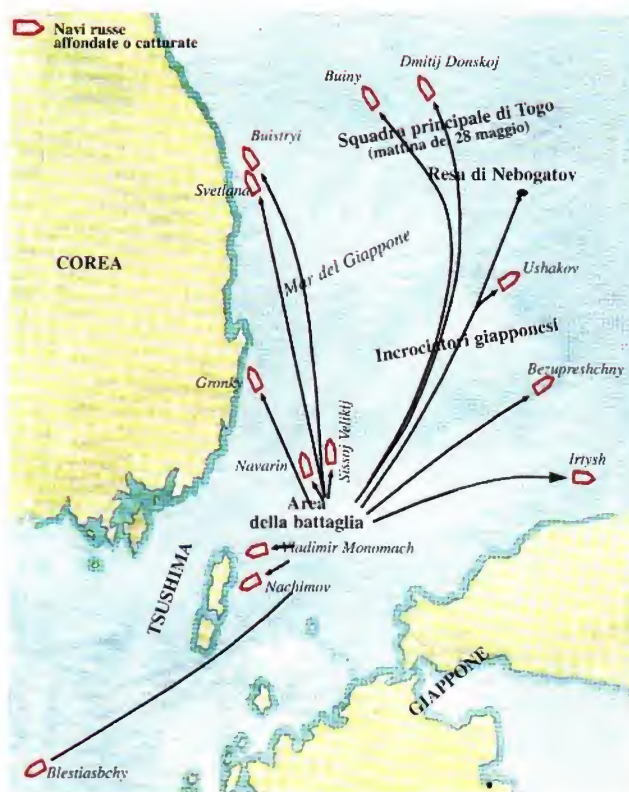 Navi russe
affondate o catturate
Buiny
Dmitij Donskoj
Squadra principale di Togo
(mattina del 28 maggio)
Buistryi
Svetlana
Resa di Nebogatov
COREA
Mar del Giappone
Ushakov
Incrociatori giapponesi
Gronky
Bezupreshchny
Navarin
Sissoj Velikij
Irtysh
Area
della battaglia
Vladimir Monomach
TSUSHIMA
Nachimov
GIAPPONE
Blestiasbchy